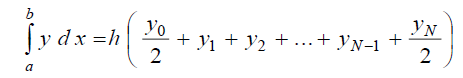 ∫_a^b y dx = h ( y_0/2 + y_1 + y_2 + ... + y_{N-1} + y_N/2 )